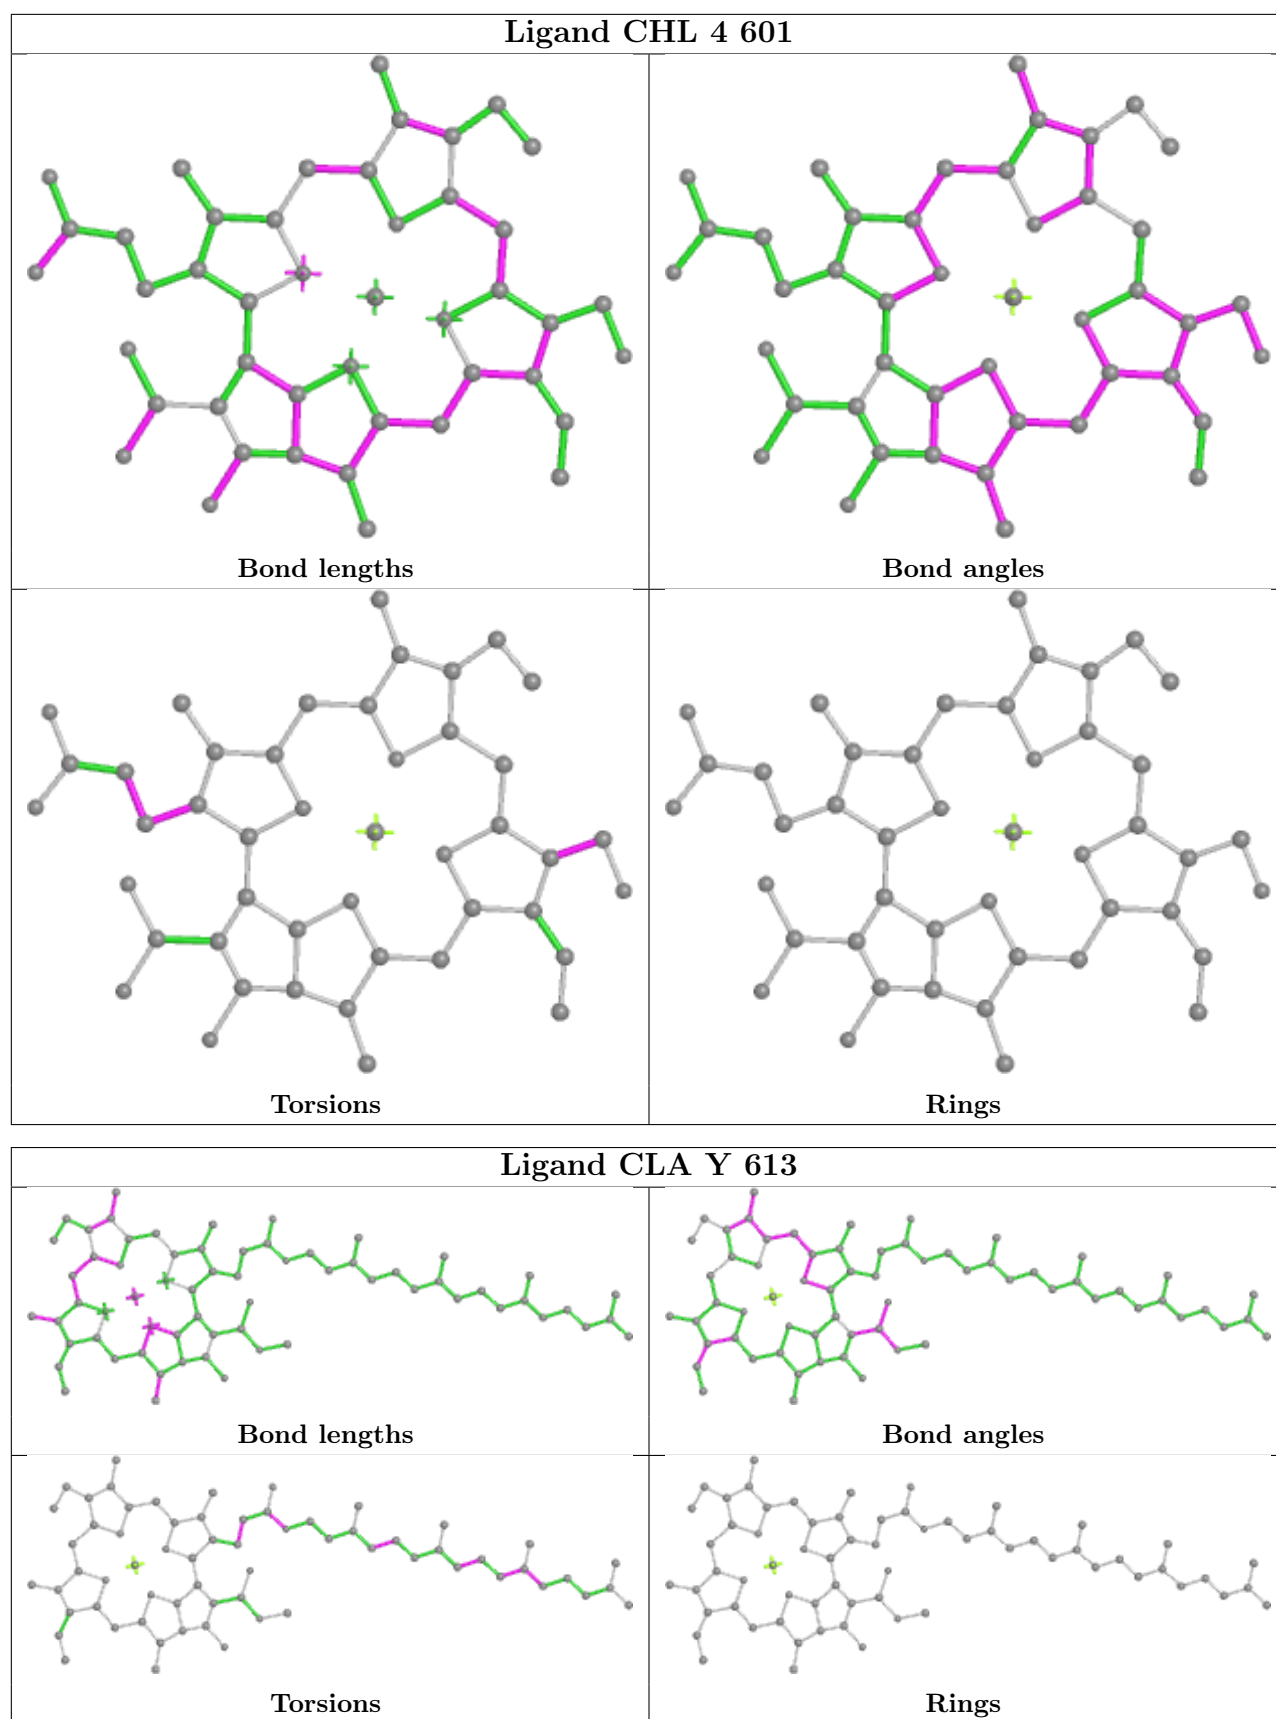 Ligand CHL 4 601
Bond lengths
Bond angles
Torsions
Rings
Ligand CLA Y 613
Bond lengths
Bond angles
Torsions
Rings